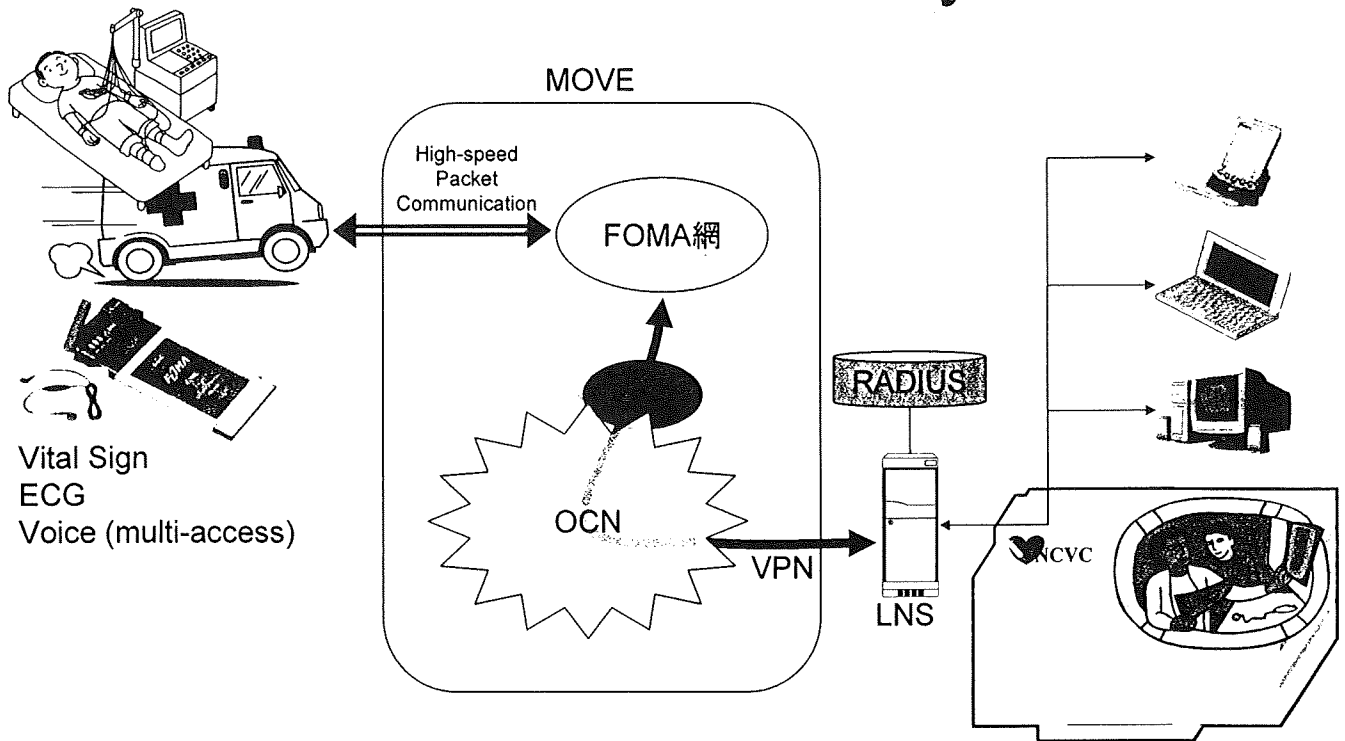 MOVE
High-speed
Packet
Communication
FOMA網
FOMA
RADIUS
Vital Sign
ECG
Voice (multi-access)
OCN
VPN
LNS
NCVC